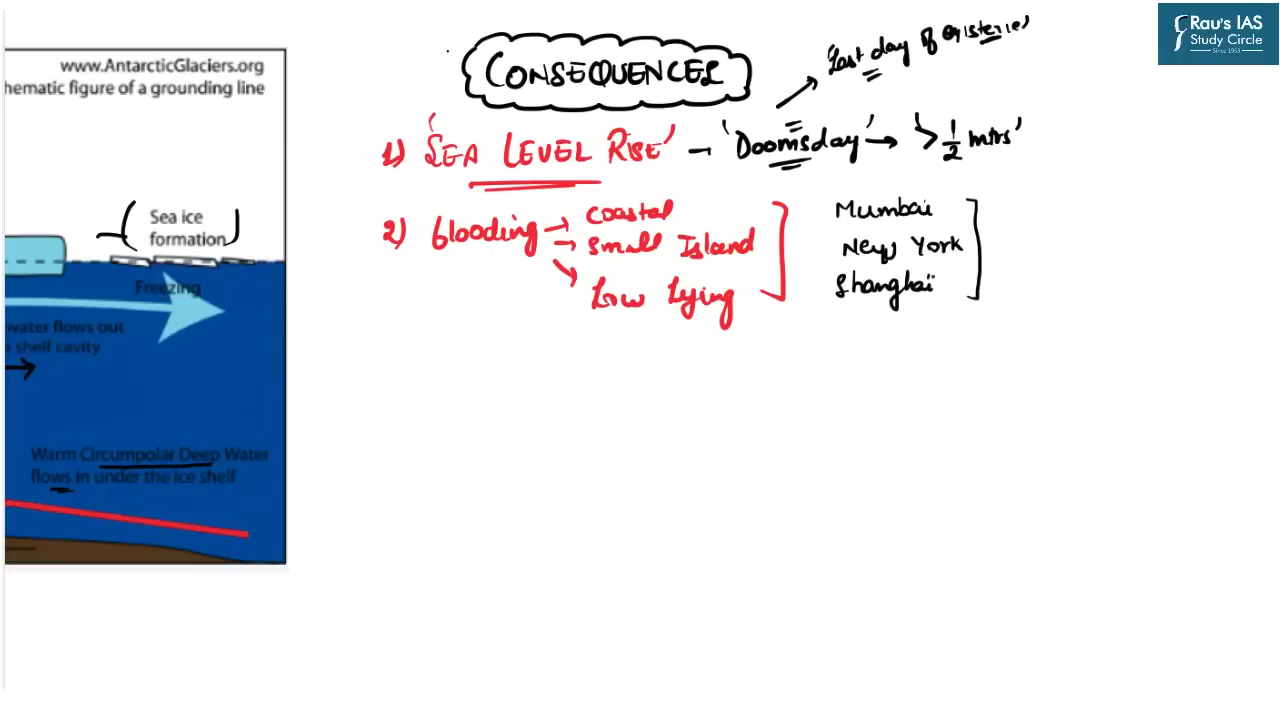 Rau's IAS
Study Circle
Since 1953
www.AntarcticGlaciers.org
hematic figure of a grounding line
CONSEQUENCES
'Last day of existence
1) 'SEA LEVEL RISE' - 'Doomsday' → '> 1/2 mtrs'
2) flooding → Coastal
→ Small Island
→ Low Lying
Mumbai
New York
Shanghai
Sea ice
formation
Freezing
water flows out
e shelf cavity
Warm Circumpolar Deep Water
flows in under the ice shelf